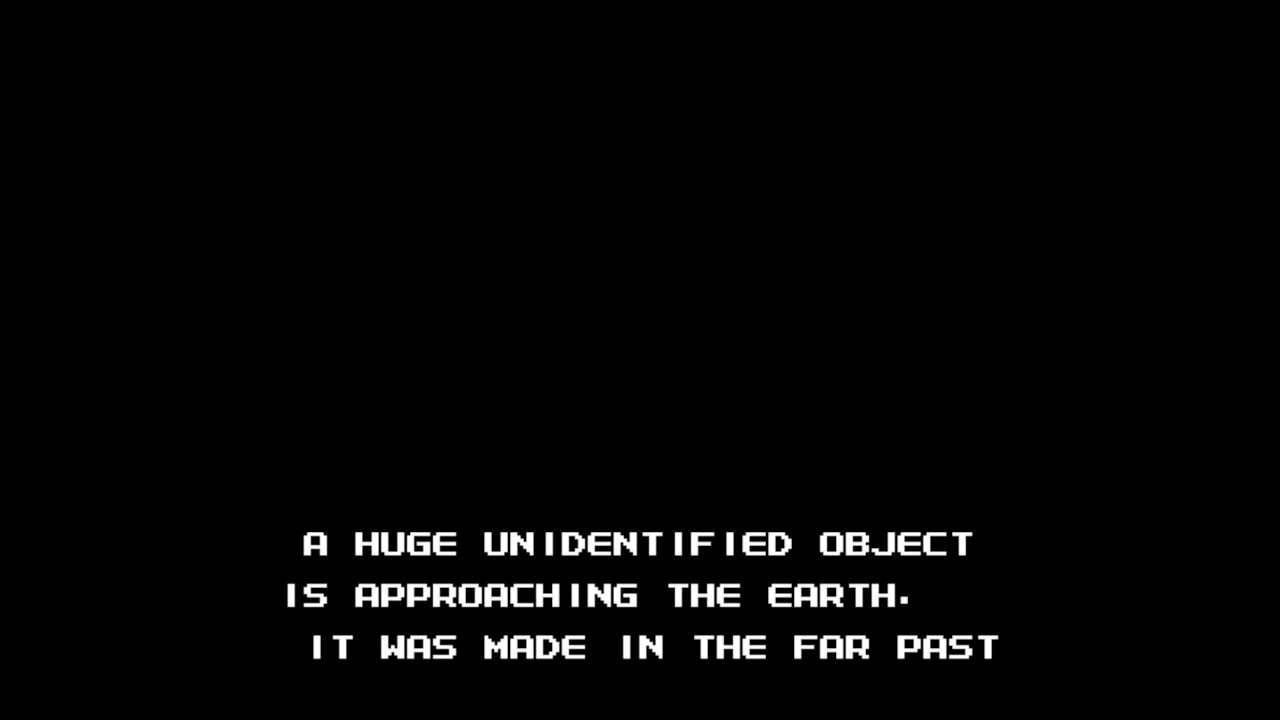 A HUGE UNIDENTIFIED OBJECT
IS APPROACHING THE EARTH.
IT WAS MADE IN THE FAR PAST